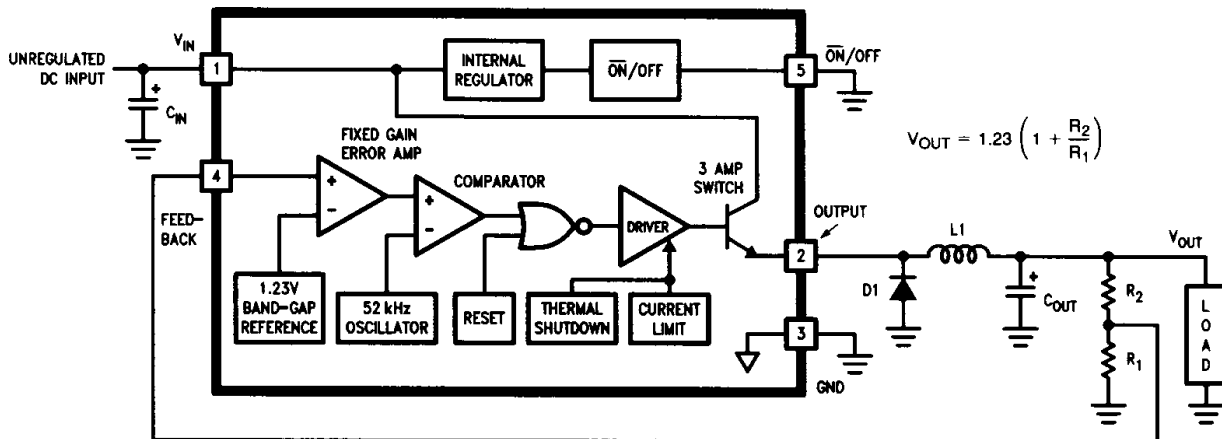 V_IN
UNREGULATED
DC INPUT
1
INTERNAL
REGULATOR
O̅N̅/OFF
5
O̅N̅/OFF
+
C_IN
V_OUT = 1.23 (1 + R_2/R_1)
FIXED GAIN
ERROR AMP
4
+
−
COMPARATOR
+
−
3 AMP
SWITCH
FEED-
BACK
DRIVER
OUTPUT
2
L1
V_OUT
1.23V
BAND-GAP
REFERENCE
52 kHz
OSCILLATOR
RESET
THERMAL
SHUTDOWN
CURRENT
LIMIT
D1
+
C_OUT
R_2
R_1
LOAD
3
GND